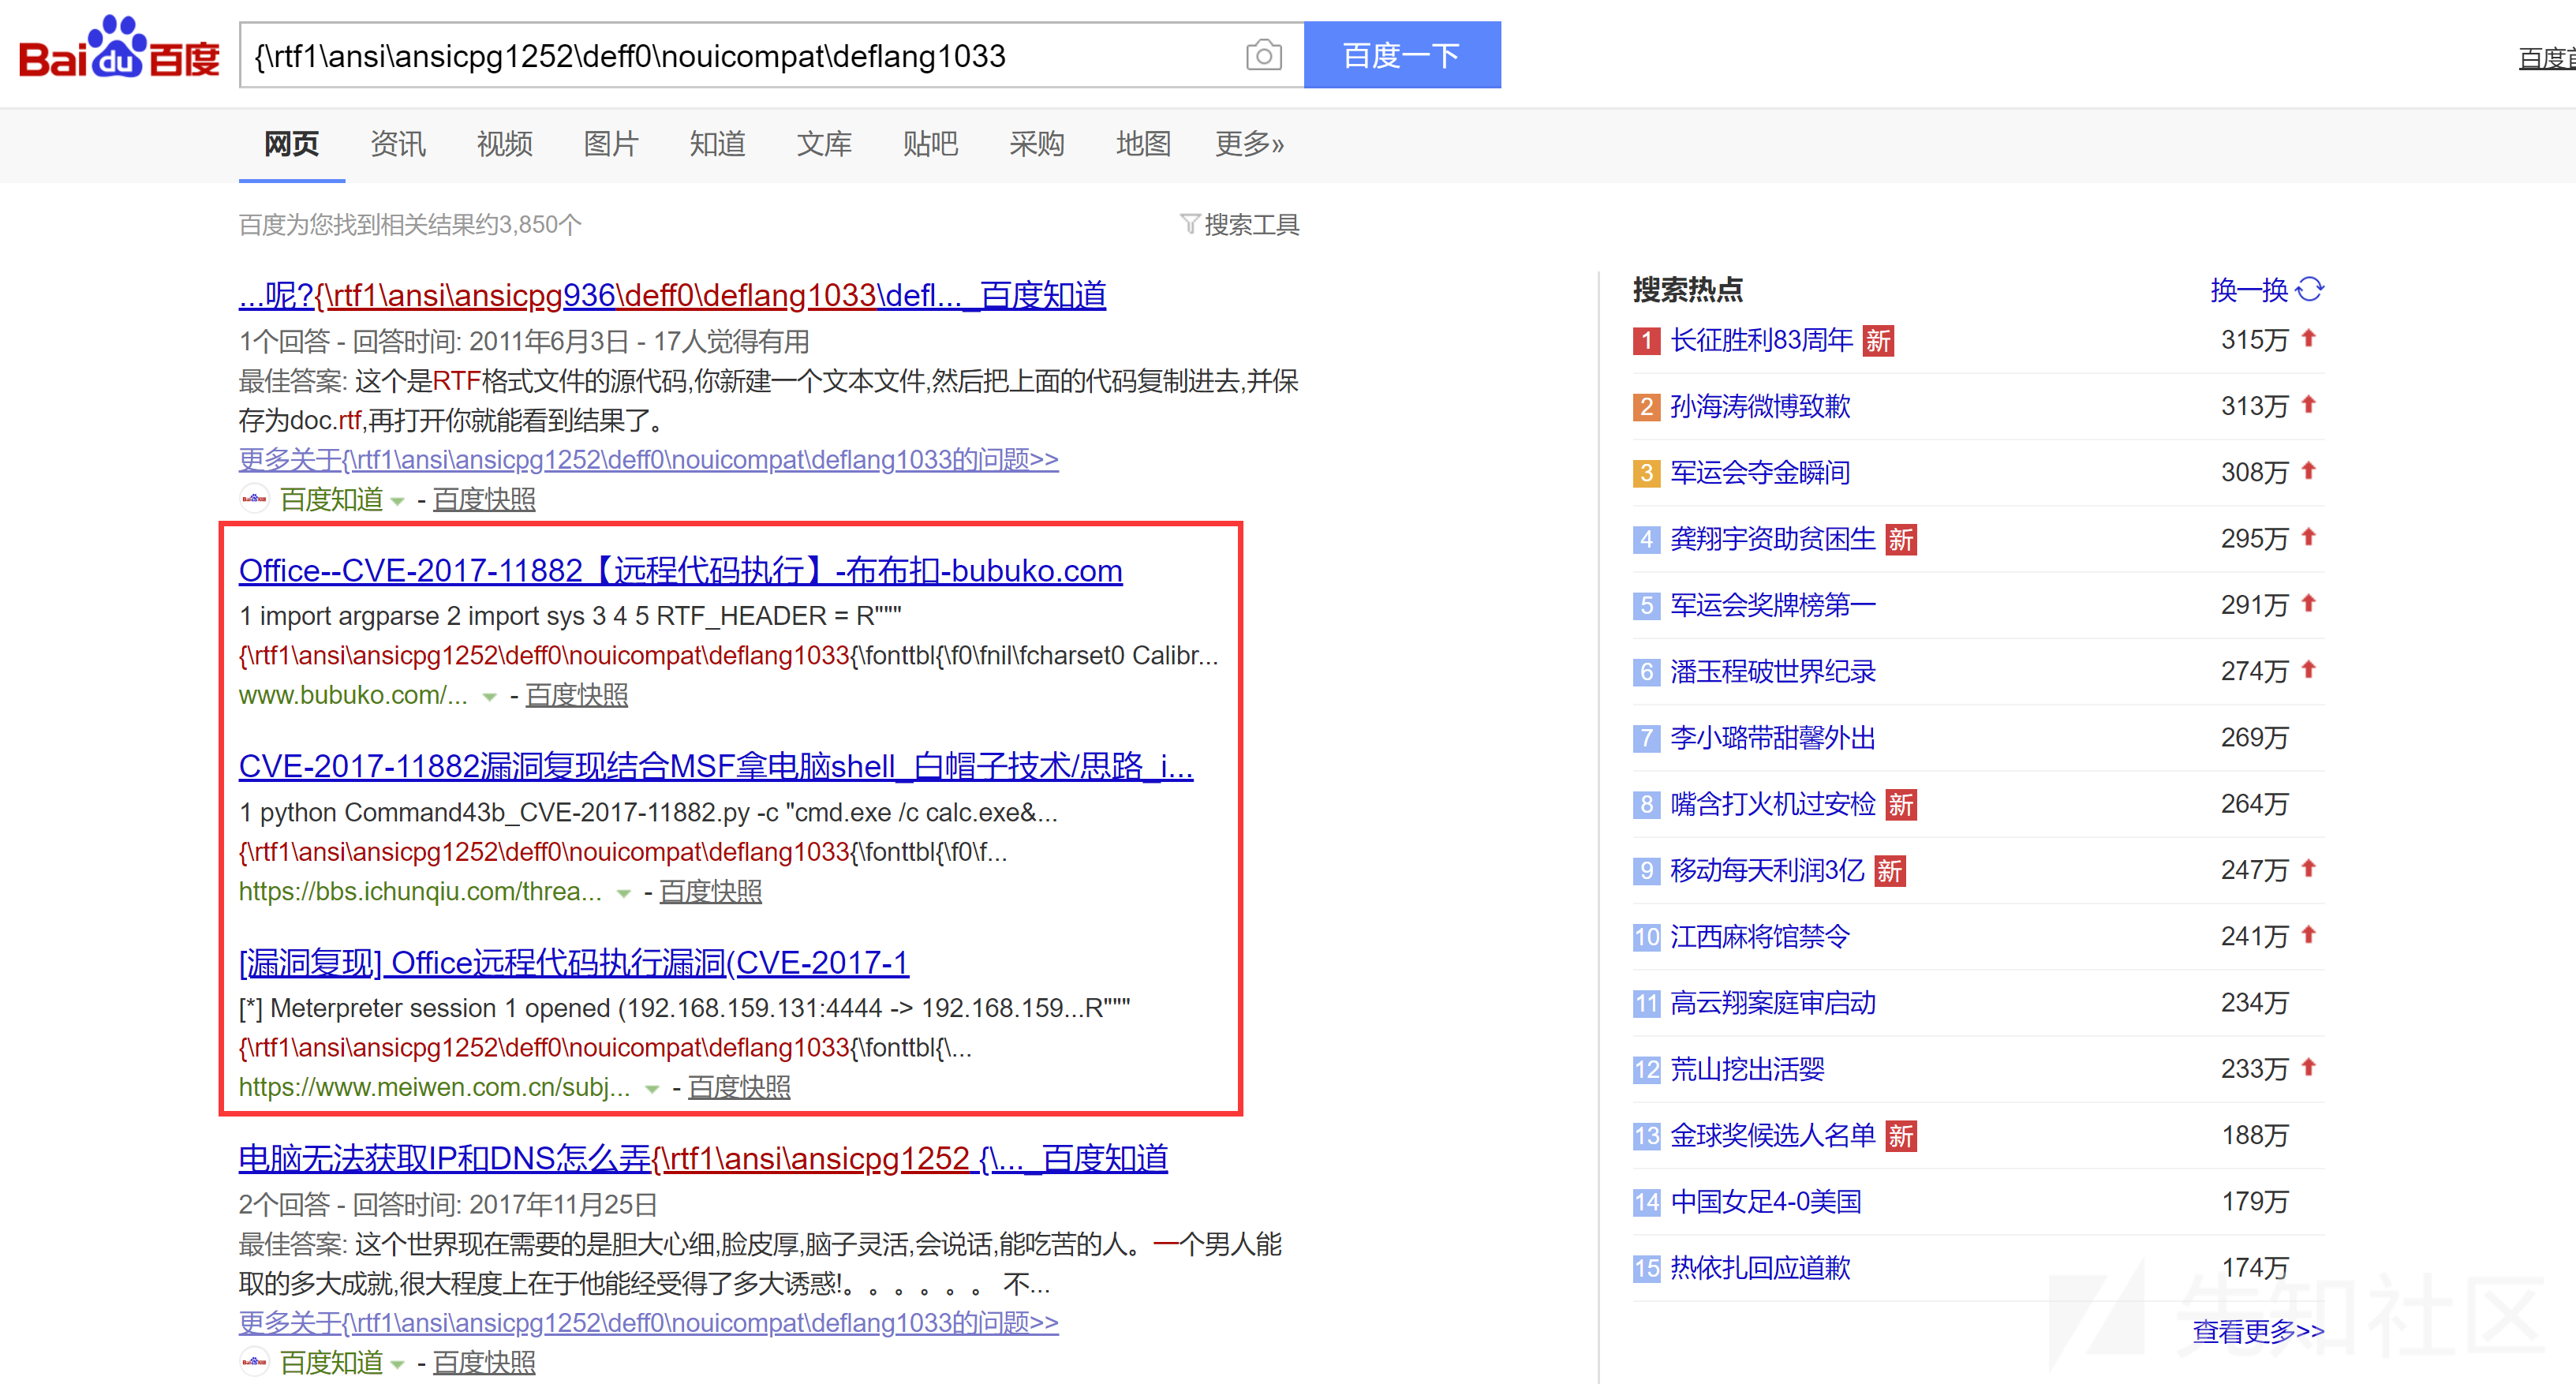 Bai du 百度
{\rtf1\ansi\ansicpg1252\deff0\nouicompat\deflang1033
百度一下
百度首
网页 资讯 视频 图片 知道 文库 贴吧 采购 地图 更多»
百度为您找到相关结果约3,850个
搜索工具
...呢?{\rtf1\ansi\ansicpg936\deff0\deflang1033\defl..._百度知道
1个回答 - 回答时间: 2011年6月3日 - 17人觉得有用
最佳答案: 这个是RTF格式文件的源代码,你新建一个文本文件,然后把上面的代码复制进去,并保
存为doc.rtf,再打开你就能看到结果了。
更多关于{\rtf1\ansi\ansicpg1252\deff0\nouicompat\deflang1033的问题>>
百度知道 - 百度快照
Office--CVE-2017-11882【远程代码执行】-布布扣-bubuko.com
1 import argparse 2 import sys 3 4 5 RTF_HEADER = R"""
{\rtf1\ansi\ansicpg1252\deff0\nouicompat\deflang1033{\fonttbl{\f0\fnil\fcharset0 Calibr...
www.bubuko.com/... - 百度快照
CVE-2017-11882漏洞复现结合MSF拿电脑shell_白帽子技术/思路_i...
1 python Command43b_CVE-2017-11882.py -c "cmd.exe /c calc.exe&...
{\rtf1\ansi\ansicpg1252\deff0\nouicompat\deflang1033{\fonttbl{\f0\f...
https://bbs.ichunqiu.com/threa... - 百度快照
[漏洞复现] Office远程代码执行漏洞(CVE-2017-1
[*] Meterpreter session 1 opened (192.168.159.131:4444 -> 192.168.159...R"""
{\rtf1\ansi\ansicpg1252\deff0\nouicompat\deflang1033{\fonttbl{\...
https://www.meiwen.com.cn/subj... - 百度快照
电脑无法获取IP和DNS怎么弄{\rtf1\ansi\ansicpg1252 {\..._百度知道
2个回答 - 回答时间: 2017年11月25日
最佳答案: 这个世界现在需要的是胆大心细,脸皮厚,脑子灵活,会说话,能吃苦的人。一个男人能
取的多大成就,很大程度上在于他能经受得了多大诱惑!。。。。。。 不...
更多关于{\rtf1\ansi\ansicpg1252\deff0\nouicompat\deflang1033的问题>>
百度知道 - 百度快照
搜索热点 换一换
1 长征胜利83周年 新 315万
2 孙海涛微博致歉 313万
3 军运会夺金瞬间 308万
4 龚翔宇资助贫困生 新 295万
5 军运会奖牌榜第一 291万
6 潘玉程破世界纪录 274万
7 李小璐带甜馨外出 269万
8 嘴含打火机过安检 新 264万
9 移动每天利润3亿 新 247万
10 江西麻将馆禁令 241万
11 高云翔案庭审启动 234万
12 荒山挖出活婴 233万
13 金球奖候选人名单 新 188万
14 中国女足4-0美国 179万
15 热依扎回应道歉 174万
查看更多>>
先知社区